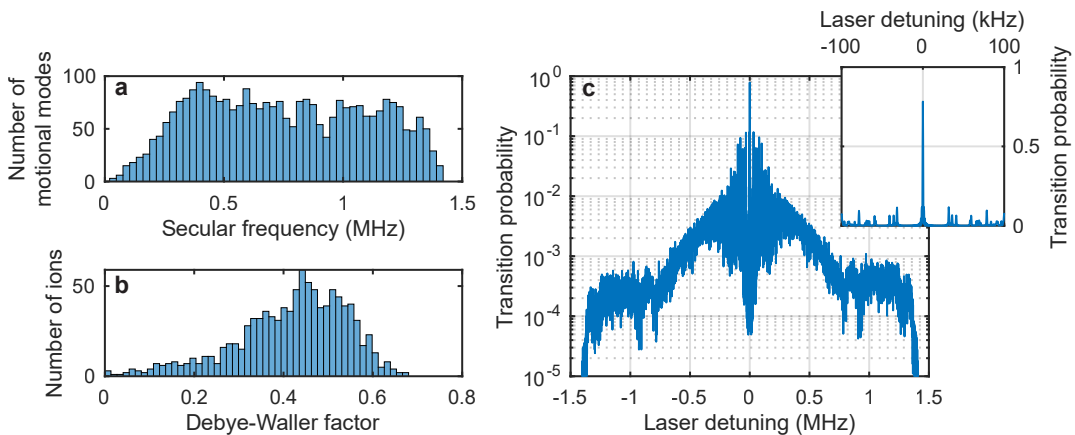 a
Number of
motional modes
100
50
0
0
0.5
1
1.5
Secular frequency (MHz)
b
Number of ions
50
0
0
0.2
0.4
0.6
0.8
Debye-Waller factor
c
Transition probability
10^0
10^-1
10^-2
10^-3
10^-4
10^-5
-1.5
-1
-0.5
0
0.5
1
1.5
Laser detuning (MHz)
Laser detuning (kHz)
-100
0
100
1
0.5
0
Transition probability